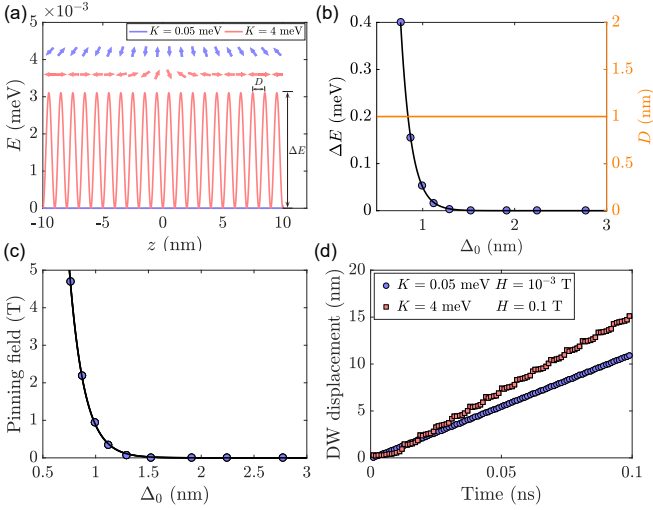 (a)
×10⁻³
K = 0.05 meV K = 4 meV
5
4
3
2
1
0
E (meV)
D
ΔE
-10 -5 0 5 10
z [nm]
(b)
0.4
0.3
0.2
0.1
0
ΔE (meV)
2
1.5
1
0.5
0
D (nm)
1 2 3
Δ₀ (nm)
(c)
5
4
3
2
1
0
Pinning field (T)
0.5 1 1.5 2 2.5 3
Δ₀ (nm)
(d)
20
15
10
5
0
DW displacement (nm)
K = 0.05 meV H = 10⁻³ T
K = 4 meV H = 0.1 T
0 0.05 0.1
Time (ns)